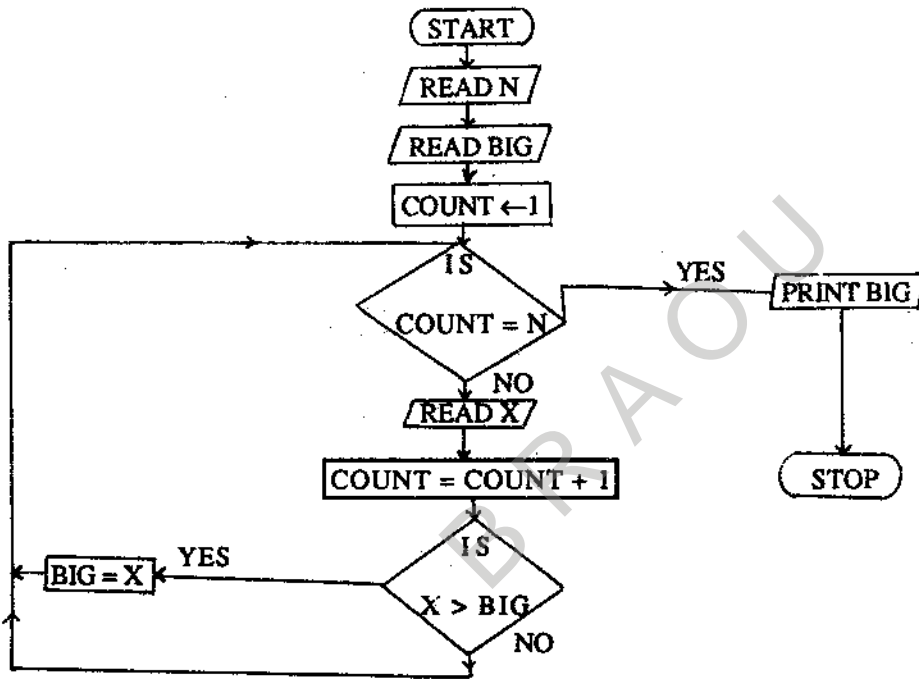 START
READ N
READ BIG
COUNT ←1
IS
COUNT = N
YES
PRINT BIG
NO
READ X
COUNT = COUNT + 1
STOP
IS
X > BIG
YES
BIG = X
NO
BRAOU